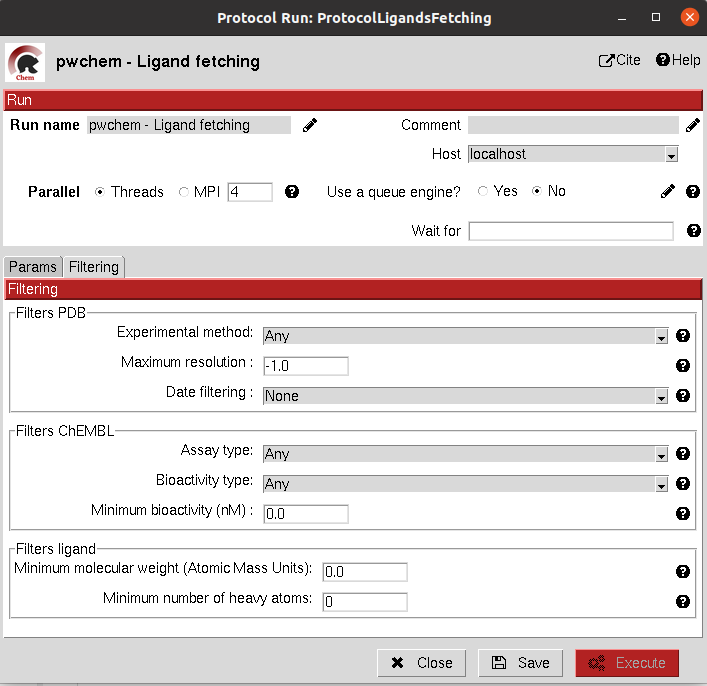 Protocol Run: ProtocolLigandsFetching
Chem
pwchem - Ligand fetching
Cite
Help
Run
Run name pwchem - Ligand fetching
Comment
Host localhost
Parallel Threads MPI 4
Use a queue engine? Yes No
Wait for
Params Filtering
Filtering
Filters PDB
Experimental method: Any
Maximum resolution : -1.0
Date filtering : None
Filters ChEMBL
Assay type: Any
Bioactivity type: Any
Minimum bioactivity (nM) : 0.0
Filters ligand
Minimum molecular weight (Atomic Mass Units): 0.0
Minimum number of heavy atoms: 0
Close Save Execute